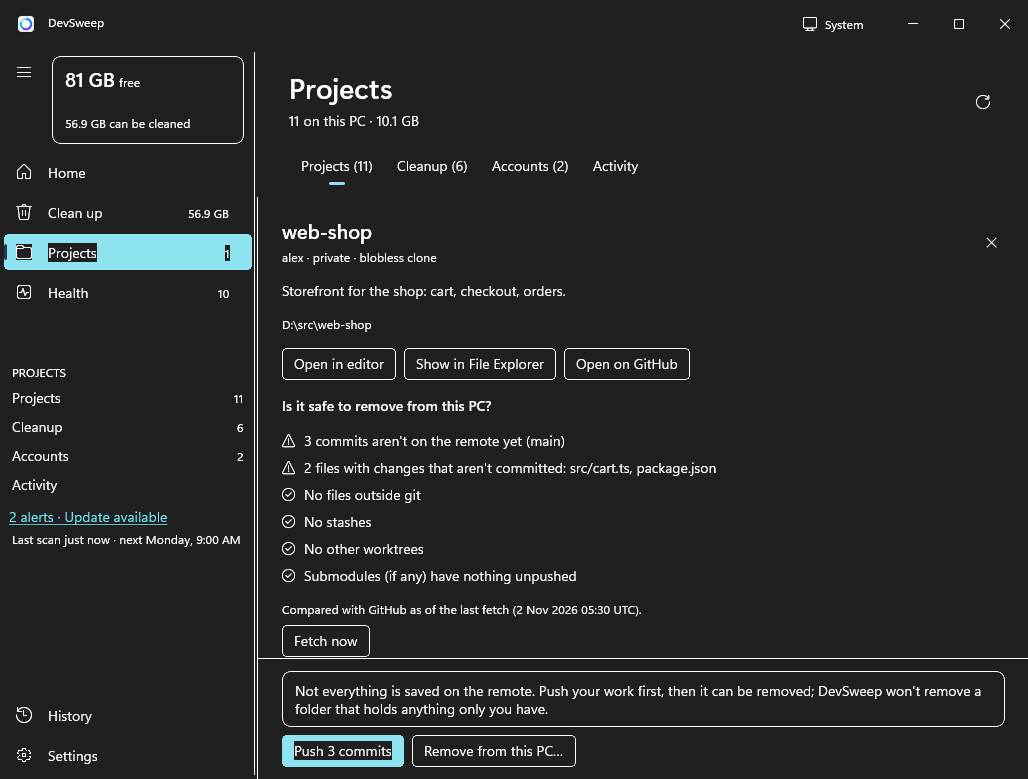 DevSweep
System
81 GB free
56.9 GB can be cleaned
Home
Clean up 56.9 GB
Projects 1
Health 10
PROJECTS
Projects 11
Cleanup 6
Accounts 2
Activity
2 alerts · Update available
Last scan just now · next Monday, 9:00 AM
History
Settings
Projects
11 on this PC · 10.1 GB
Projects (11) Cleanup (6) Accounts (2) Activity
web-shop
alex · private · blobless clone
Storefront for the shop: cart, checkout, orders.
D:\src\web-shop
Open in editor Show in File Explorer Open on GitHub
Is it safe to remove from this PC?
3 commits aren't on the remote yet (main)
2 files with changes that aren't committed: src/cart.ts, package.json
No files outside git
No stashes
No other worktrees
Submodules (if any) have nothing unpushed
Compared with GitHub as of the last fetch (2 Nov 2026 05:30 UTC).
Fetch now
Not everything is saved on the remote. Push your work first, then it can be removed; DevSweep won't remove a
folder that holds anything only you have.
Push 3 commits Remove from this PC...